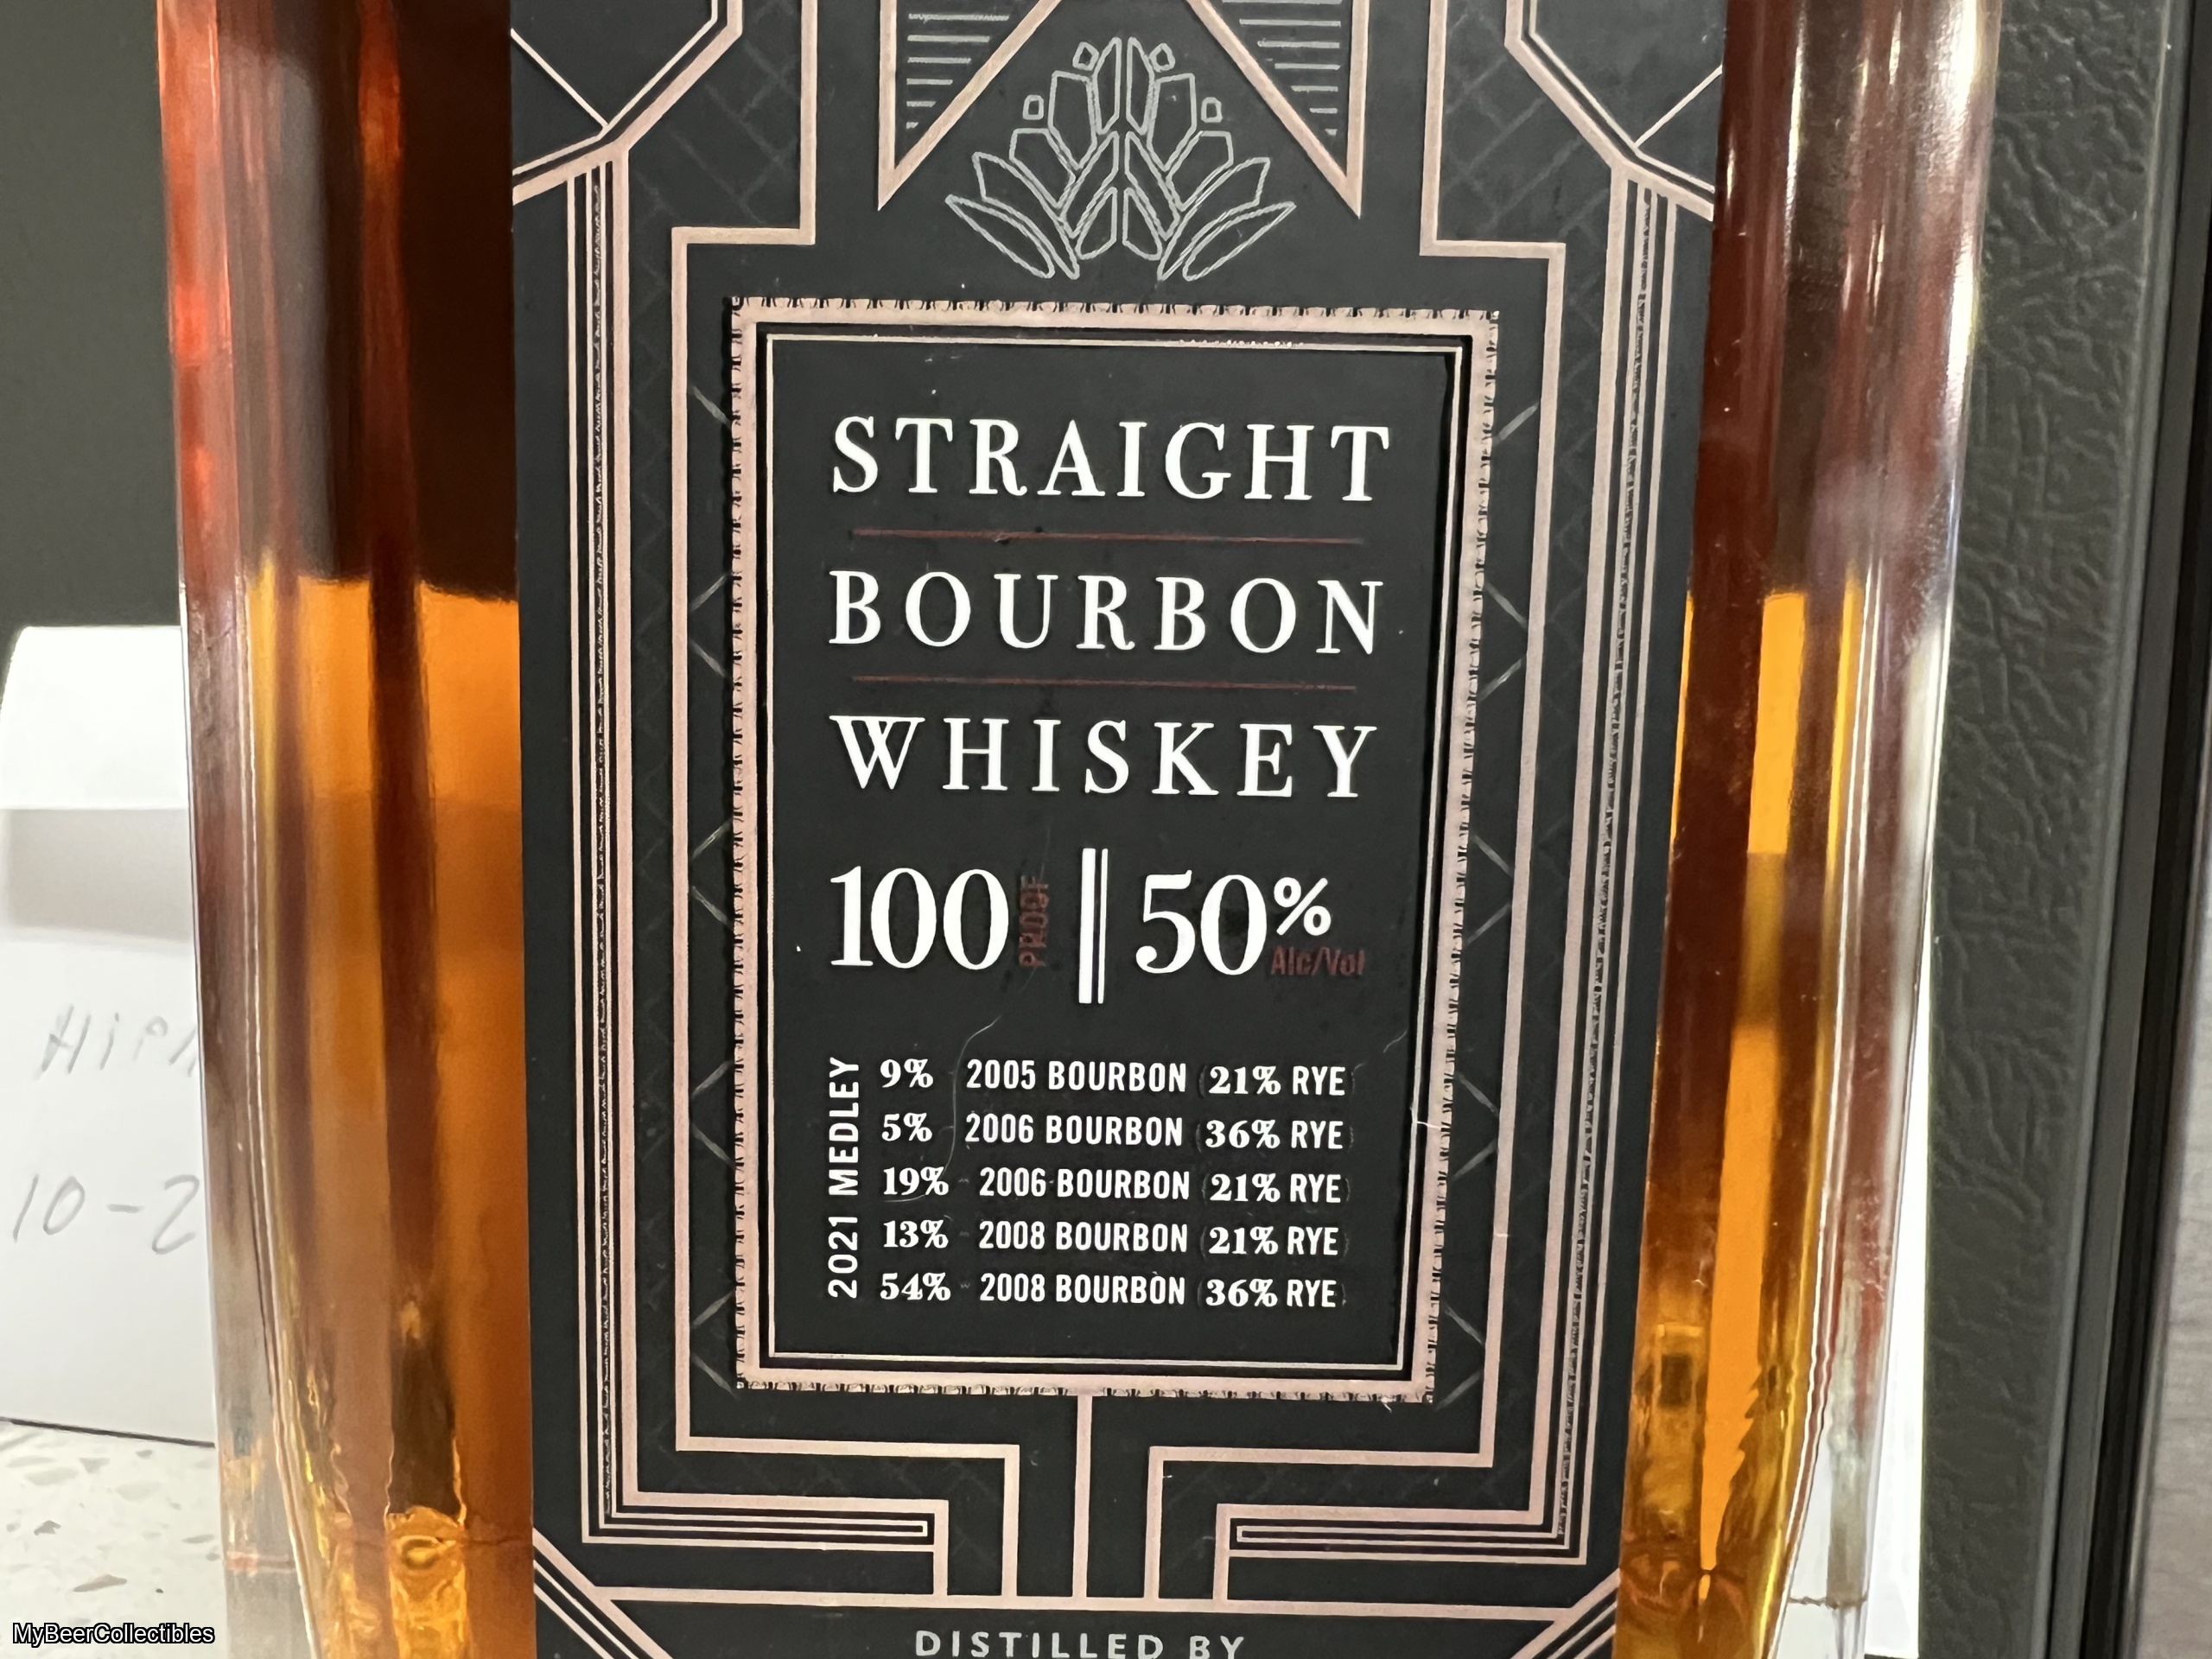 STRAIGHT
BOURBON
WHISKEY
100 PROOF 50% Alc/Vol
2021 MEDLEY
9% 2005 BOURBON 21% RYE
5% 2006 BOURBON 36% RYE
19% - 2006 BOURBON 21% RYE
13% - 2008 BOURBON 21% RYE
54% - 2008 BOURBON 36% RYE
DISTILLED BY
10-2
MyBeerCollectibles